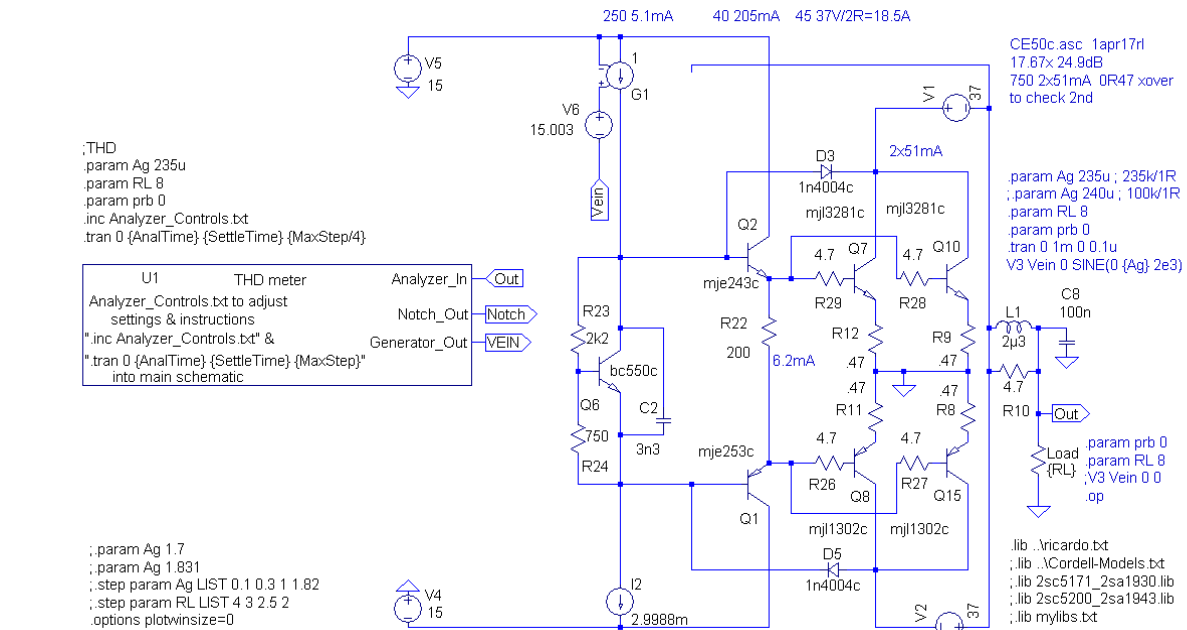 250 5.1mA 40 205mA 45 37V/2R=18.5A
CE50c.asc 1apr17rl
17.67x 24.9dB
750 2x51mA 0R47 xover
to check 2nd
V5
15
1
G1
V6
15.003
Vein
V1
37
;THD
.param Ag 235u
.param RL 8
.param prb 0
.inc Analyzer_Controls.txt
.tran 0 {AnalTime} {SettleTime} {MaxStep/4}
D3
1n4004c
2x51mA
mjl3281c
mjl3281c
.param Ag 235u ; 235k/1R
;.param Ag 240u ; 100k/1R
.param RL 8
.param prb 0
.tran 0 1m 0 0.1u
V3 Vein 0 SINE(0 {Ag} 2e3)
U1
THD meter
Analyzer_In
Out
Analyzer_Controls.txt to adjust
settings & instructions
Notch_Out
Notch
".inc Analyzer_Controls.txt" &
Generator_Out
VEIN
".tran 0 {AnalTime} {SettleTime} {MaxStep}"
into main schematic
Q2
mje243c
4.7
R29
Q7
4.7
R28
Q10
R23
2k2
R22
200
R12
.47
R9
.47
L1
2µ3
C8
100n
6.2mA
bc550c
Q6
C2
3n3
750
R24
.47
R11
.47
R8
4.7
R10
Out
mje253c
Q1
4.7
R26
Q8
4.7
R27
Q15
Load
{RL}
.param prb 0
.param RL 8
;V3 Vein 0 0
.op
mjl1302c
mjl1302c
D5
1n4004c
;.param Ag 1.7
;.param Ag 1.831
;.step param Ag LIST 0.1 0.3 1 1.82
;.step param RL LIST 4 3 2.5 2
.options plotwinsize=0
V4
15
I2
2.9988m
V2
37
.lib ..\ricardo.txt
;.lib ..\Cordell-Models.txt
;.lib 2sc5171_2sa1930.lib
;.lib 2sc5200_2sa1943.lib
;.lib mylibs.txt